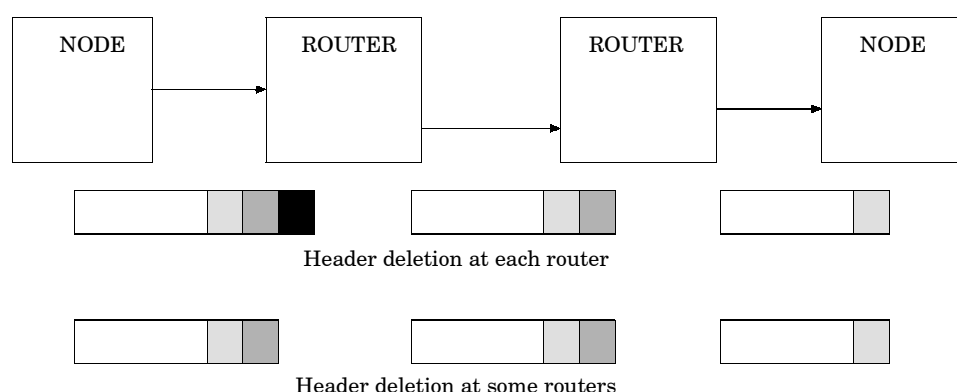 NODE
ROUTER
ROUTER
NODE
Header deletion at each router
Header deletion at some routers